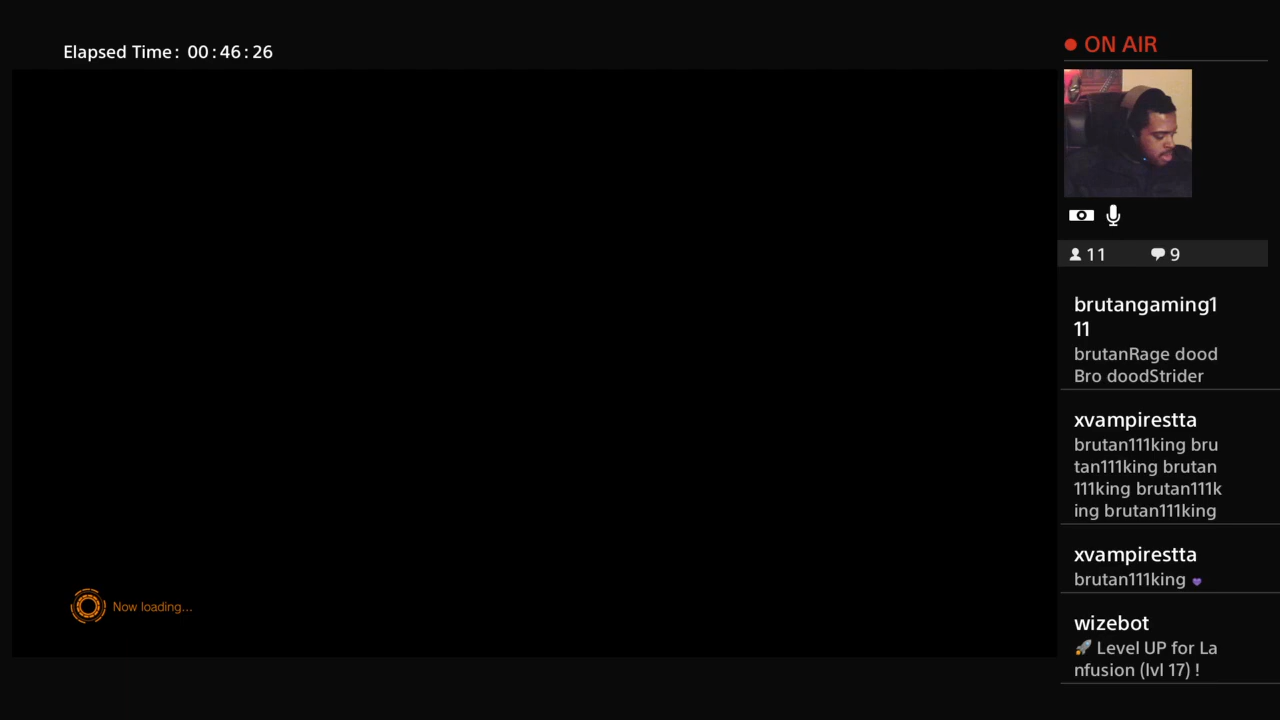 Elapsed Time: 00:46:26
ON AIR
11 9
brutangaming1
11
brutanRage dood
Bro doodStrider
xvampirestta
brutan111king bru
tan111king brutan
111king brutan111k
ing brutan111king
xvampirestta
brutan111king 💜
wizebot
🚀 Level UP for La
nfusion (lvl 17) !
Now loading...